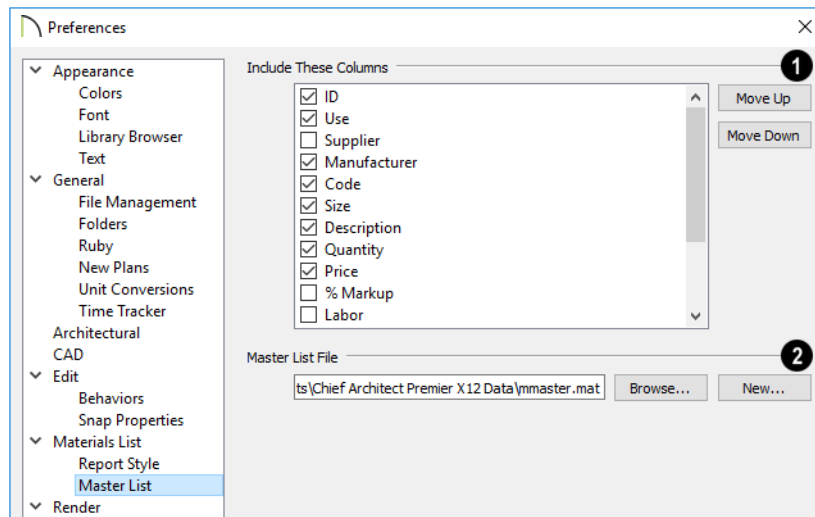 Preferences
Appearance
Colors
Font
Library Browser
Text
General
File Management
Folders
Ruby
New Plans
Unit Conversions
Time Tracker
Architectural
CAD
Edit
Behaviors
Snap Properties
Materials List
Report Style
Master List
Render
Include These Columns
1
ID
Use
Supplier
Manufacturer
Code
Size
Description
Quantity
Price
% Markup
Labor
Move Up
Move Down
Master List File
2
ts\Chief Architect Premier X12 Data\mmaster.mat
Browse...
New...